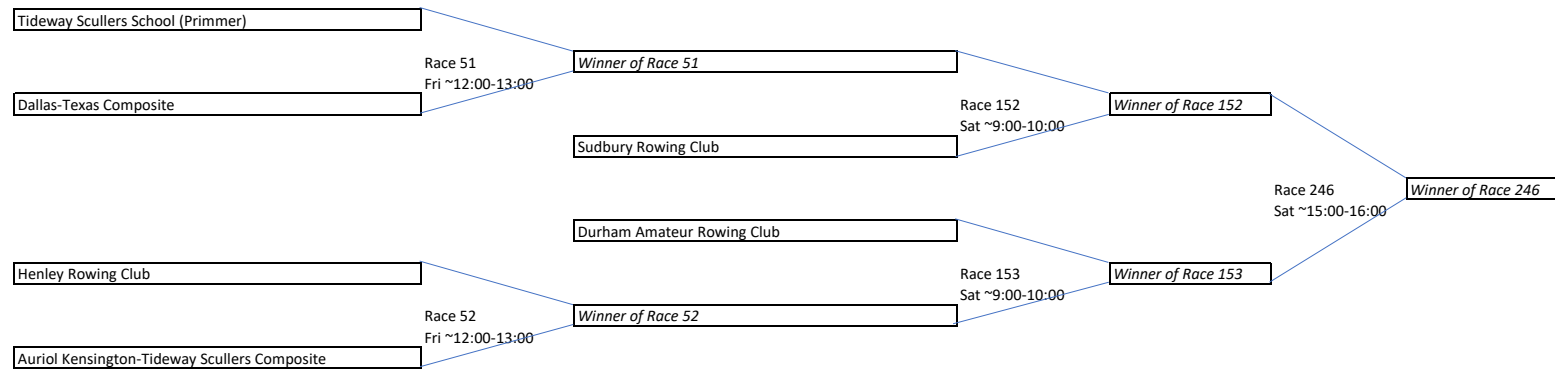 Tideway Scullers School (Primmer)
Race 51
Fri ~12:00-13:00
Winner of Race 51
Dallas-Texas Composite
Race 152
Sat ~9:00-10:00
Winner of Race 152
Sudbury Rowing Club
Race 246
Sat ~15:00-16:00
Winner of Race 246
Durham Amateur Rowing Club
Henley Rowing Club
Race 153
Sat ~9:00-10:00
Winner of Race 153
Race 52
Fri ~12:00-13:00
Winner of Race 52
Auriol Kensington-Tideway Scullers Composite